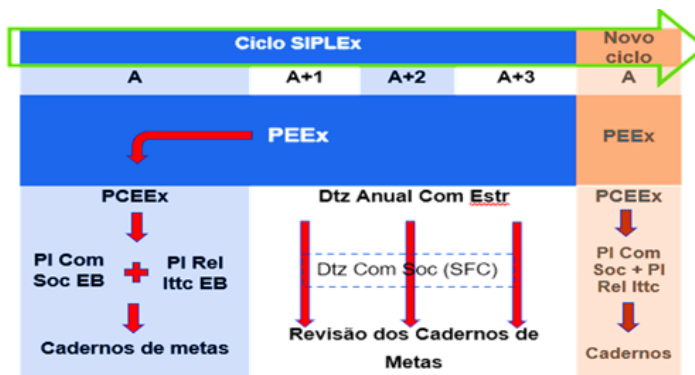 Ciclo SIPLEx
Novo
ciclo
A
A+1
A+2
A+3
A
PEEx
PEEx
PCEEx
Dtz Anual Com Estr
PCEEx
Pl Com
Soc EB
Pl Rel
Ittc EB
Dtz Com Soc (SFC)
Pl Com
Soc + Pl
Rel Ittc
Cadernos de metas
Revisão dos Cadernos de
Metas
Cadernos